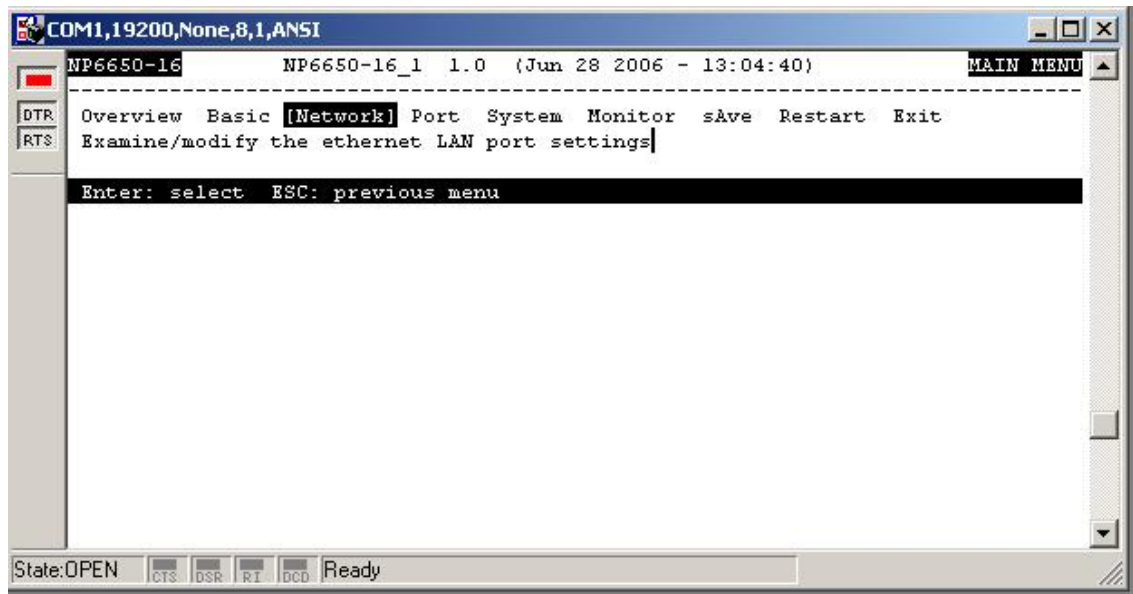 COM1,19200,None,8,1,ANSI
NP6650-16 NP6650-16_1 1.0 (Jun 28 2006 - 13:04:40) MAIN MENU
------------------------------------------------------------------------------
DTR Overview Basic [Network] Port System Monitor sAve Restart Exit
RTS Examine/modify the ethernet LAN port settings
Enter: select ESC: previous menu
State:OPEN CTS DSR RI DCD Ready